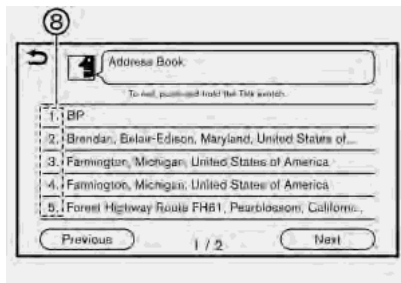 8
Address Book
To exit, push and hold the Talk switch.
1. BP
2. Brendan, Belair-Edison, Maryland, United States of...
3. Farmington, Michigan, United States of America
4. Farmington, Michigan, United States of America
5. Forest Highway Route FH61, Pearblossom, Californi...
Previous
1 / 2
Next